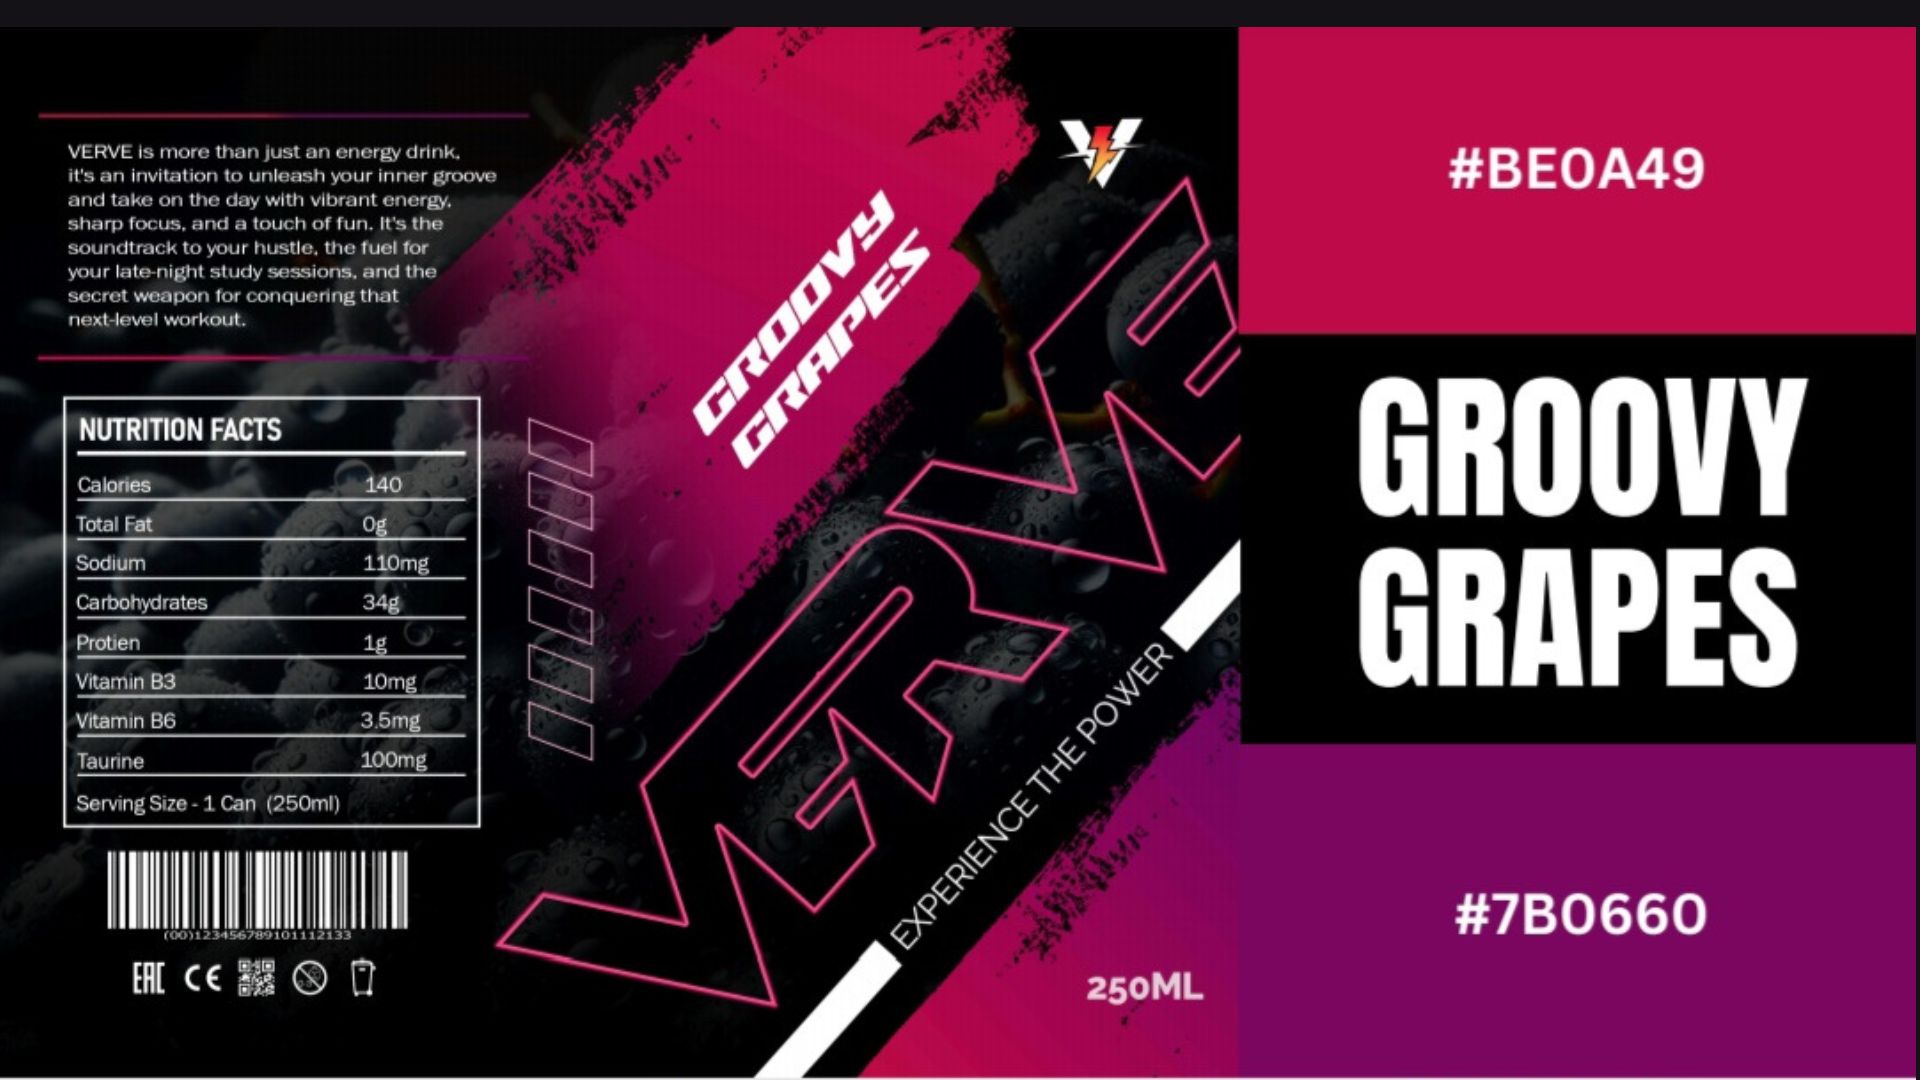 VERVE is more than just an energy drink,
it's an invitation to unleash your inner groove
and take on the day with vibrant energy,
sharp focus, and a touch of fun. It's the
soundtrack to your hustle, the fuel for
your late-night study sessions, and the
secret weapon for conquering that
next-level workout.
NUTRITION FACTS
Calories 140
Total Fat 0g
Sodium 110mg
Carbohydrates 34g
Protien 1g
Vitamin B3 10mg
Vitamin B6 3.5mg
Taurine 100mg
Serving Size - 1 Can (250ml)
(00)123456789101112133
EAC CE
GROOVY
GRAPES
V
VERVE
EXPERIENCE THE POWER
250ML
#BE0A49
GROOVY
GRAPES
#7B0660